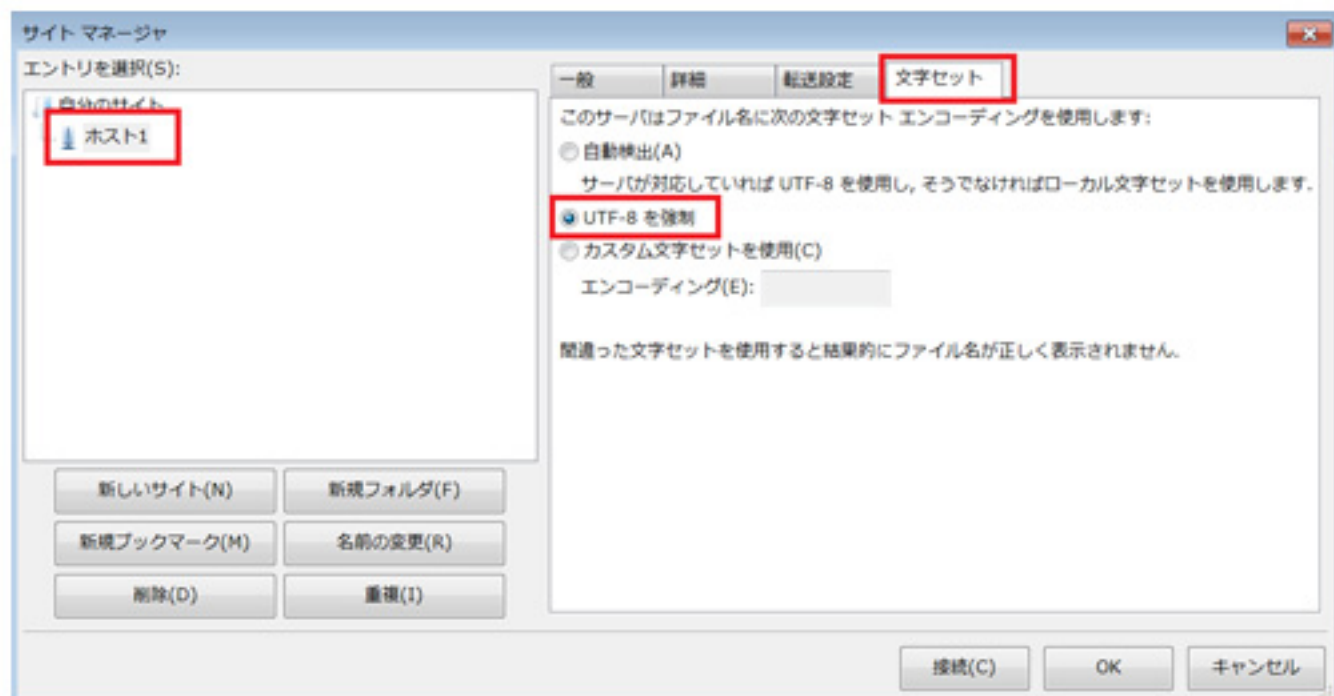 サイト マネージャ
エントリを選択(S):
自分のサイト
ホスト1
新しいサイト(N)
新規フォルダ(F)
新規ブックマーク(M)
名前の変更(R)
削除(D)
重複(I)
一般
詳細
転送設定
文字セット
このサーバはファイル名に次の文字セット エンコーディングを使用します:
自動検出(A)
サーバが対応していれば UTF-8 を使用し, そうでなければローカル文字セットを使用します.
UTF-8 を強制
カスタム文字セットを使用(C)
エンコーディング(E):
間違った文字セットを使用すると結果的にファイル名が正しく表示されません.
接続(C)
OK
キャンセル